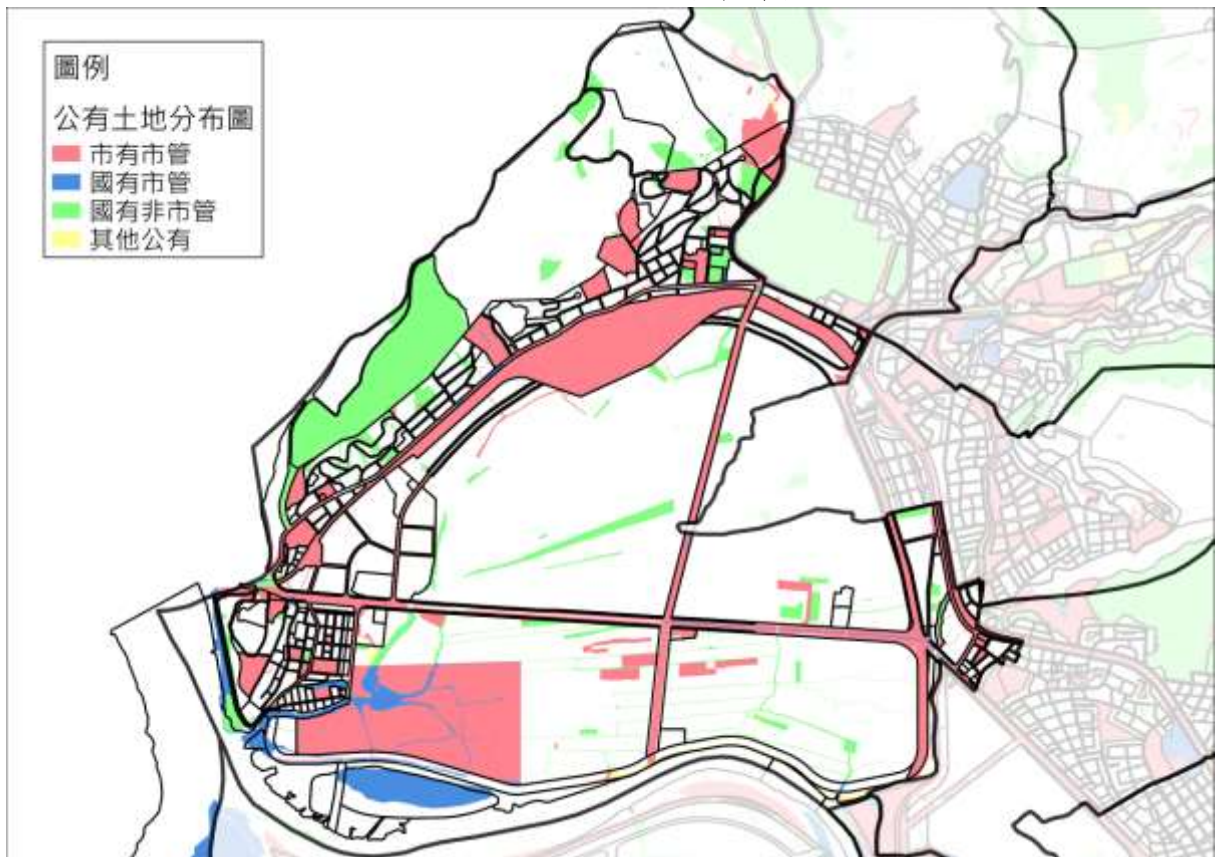 圖例
公有土地分布圖
市有市管
國有市管
國有非市管
其他公有